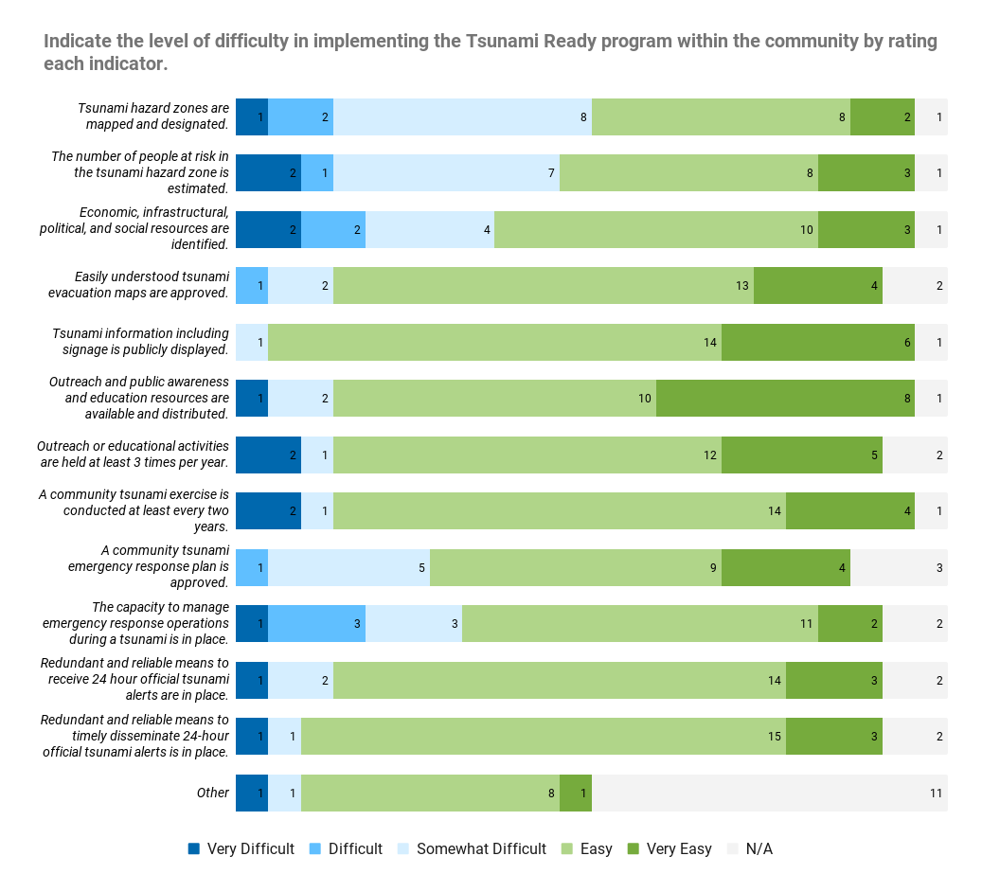 Indicate the level of difficulty in implementing the Tsunami Ready program within the community by rating
each indicator.
Tsunami hazard zones are
mapped and designated.
1 2 8 8 2 1
The number of people at risk in
the tsunami hazard zone is
estimated.
2 1 7 8 3 1
Economic, infrastructural,
political, and social resources are
identified.
2 2 4 10 3 1
Easily understood tsunami
evacuation maps are approved.
1 2 13 4 2
Tsunami information including
signage is publicly displayed.
1 14 6 1
Outreach and public awareness
and education resources are
available and distributed.
1 2 10 8 1
Outreach or educational activities
are held at least 3 times per year.
2 1 12 5 2
A community tsunami exercise is
conducted at least every two
years.
2 1 14 4 1
A community tsunami
emergency response plan is
approved.
1 5 9 4 3
The capacity to manage
emergency response operations
during a tsunami is in place.
1 3 3 11 2 2
Redundant and reliable means to
receive 24 hour official tsunami
alerts are in place.
1 2 14 3 2
Redundant and reliable means to
timely disseminate 24-hour
official tsunami alerts is in place.
1 1 15 3 2
Other
1 1 8 1 11
Very Difficult Difficult Somewhat Difficult Easy Very Easy N/A